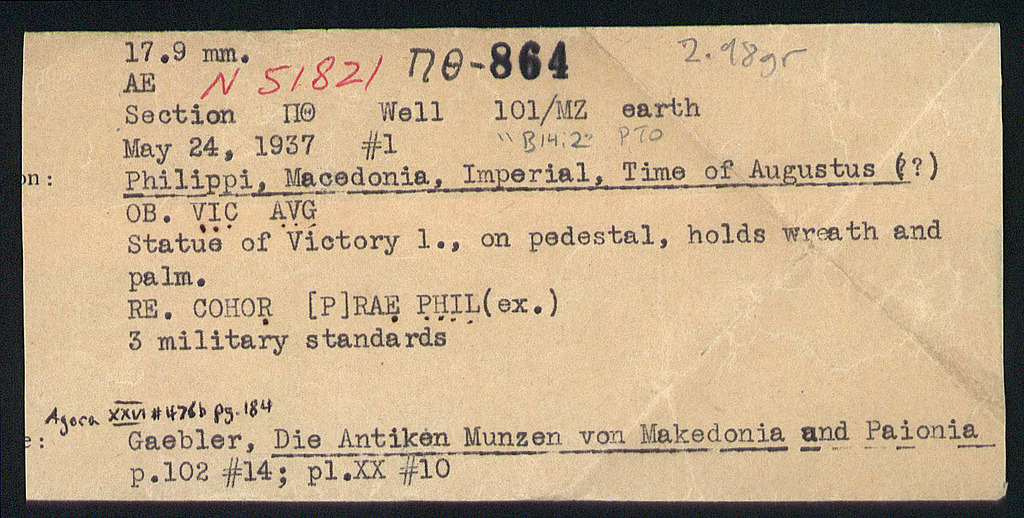 17.9 mm.
AE N 51821 ΠΘ-864 2.98gr
Section ΠΘ Well 101/MZ earth
May 24, 1937 #1 "B14:2" PTO
on: Philippi, Macedonia, Imperial, Time of Augustus (??)
OB. VIC AVG
Statue of Victory l., on pedestal, holds wreath and
palm.
RE. COHOR [P]RAE PHIL(ex.)
3 military standards
Agora XXVI #476b pg. 184
e: Gaebler, Die Antiken Munzen von Makedonia and Paionia
p.102 #14; pl.XX #10